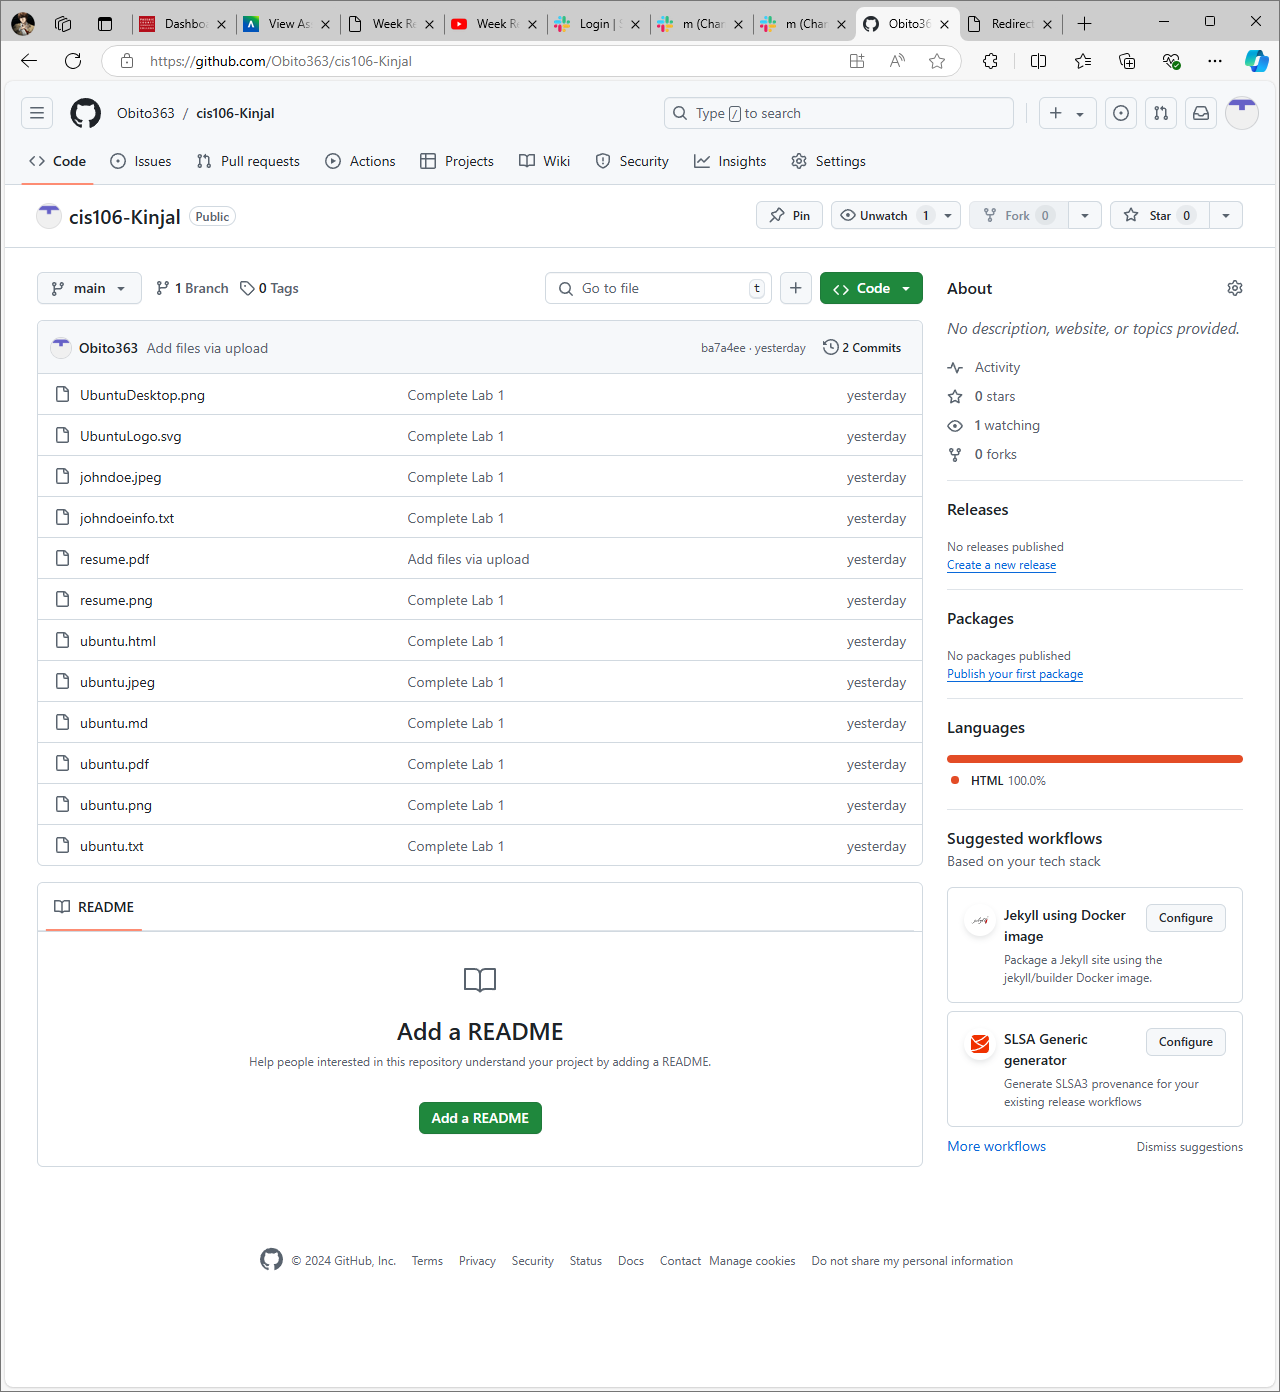 Dashboa
View Ass
Week Re
Week Re
Login | S
m (Chan
m (Chan
Obito36
Redirect
https://github.com/Obito363/cis106-Kinjal
Obito363 / cis106-Kinjal
Type / to search
Code Issues Pull requests Actions Projects Wiki Security Insights Settings
cis106-Kinjal Public
Pin Unwatch 1 Fork 0 Star 0
main 1 Branch 0 Tags
Go to file t
Code
Obito363 Add files via upload ba7a4ee · yesterday 2 Commits
UbuntuDesktop.png Complete Lab 1 yesterday
UbuntuLogo.svg Complete Lab 1 yesterday
johndoe.jpeg Complete Lab 1 yesterday
johndoeinfo.txt Complete Lab 1 yesterday
resume.pdf Add files via upload yesterday
resume.png Complete Lab 1 yesterday
ubuntu.html Complete Lab 1 yesterday
ubuntu.jpeg Complete Lab 1 yesterday
ubuntu.md Complete Lab 1 yesterday
ubuntu.pdf Complete Lab 1 yesterday
ubuntu.png Complete Lab 1 yesterday
ubuntu.txt Complete Lab 1 yesterday
README
Add a README
Help people interested in this repository understand your project by adding a README.
Add a README
About
No description, website, or topics provided.
Activity
0 stars
1 watching
0 forks
Releases
No releases published
Create a new release
Packages
No packages published
Publish your first package
Languages
HTML 100.0%
Suggested workflows
Based on your tech stack
Jekyll using Docker
image
Configure
Package a Jekyll site using the
jekyll/builder Docker image.
SLSA Generic
generator
Configure
Generate SLSA3 provenance for your
existing release workflows
More workflows Dismiss suggestions
© 2024 GitHub, Inc. Terms Privacy Security Status Docs Contact Manage cookies Do not share my personal information